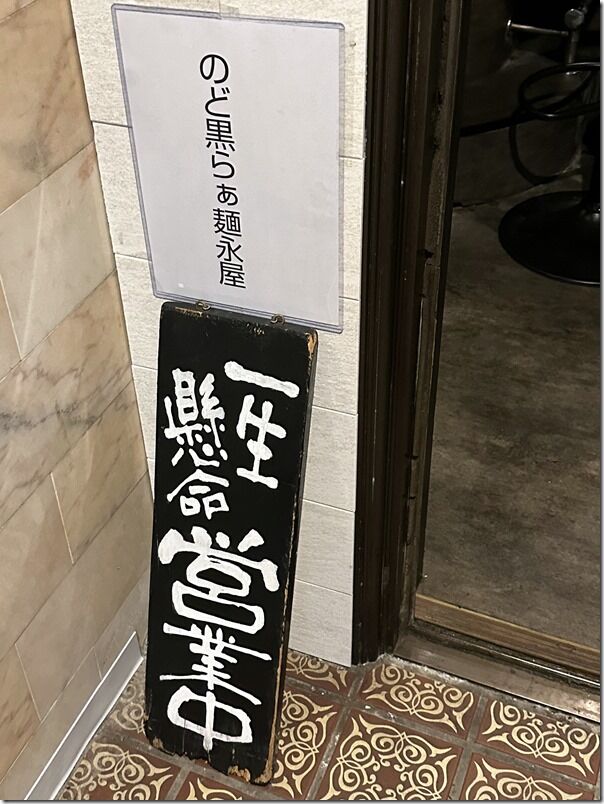 のど黒らぁ麺永屋
一生
懸命
営業中